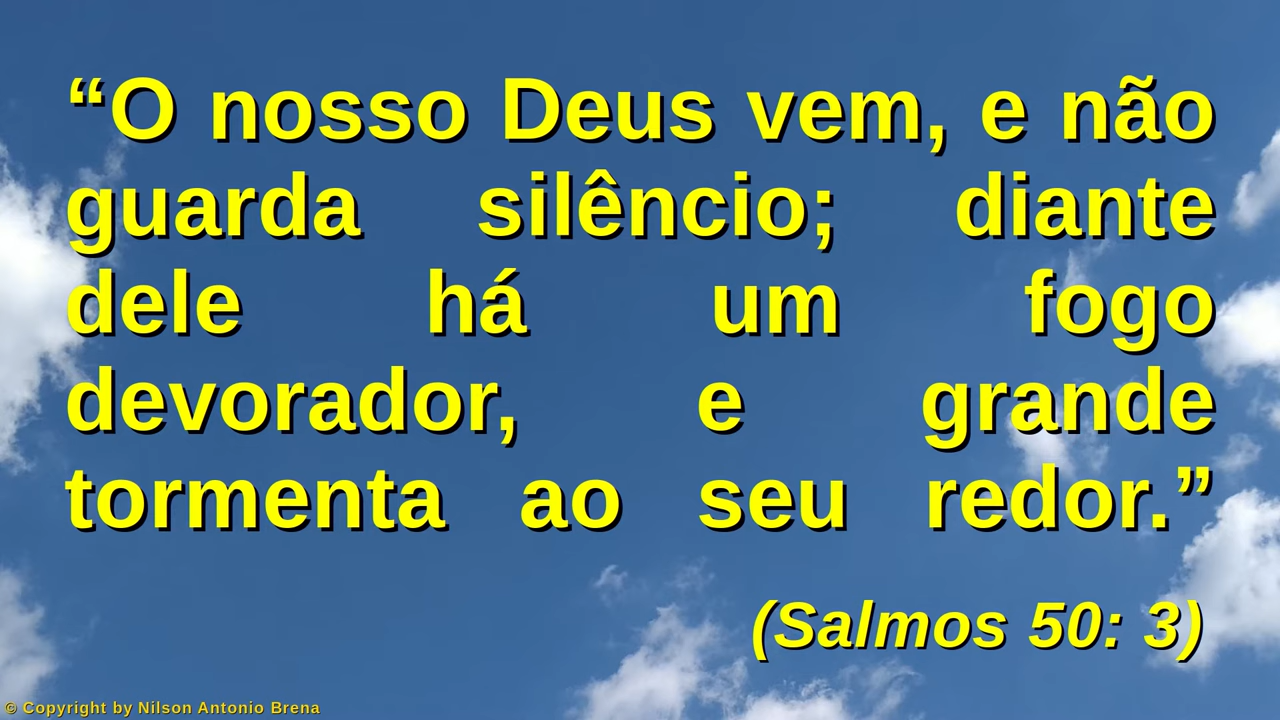 “O nosso Deus vem, e não
guarda silêncio; diante
dele há um fogo
devorador, e grande
tormenta ao seu redor.”
(Salmos 50: 3)
© Copyright by Nilson Antonio Brena